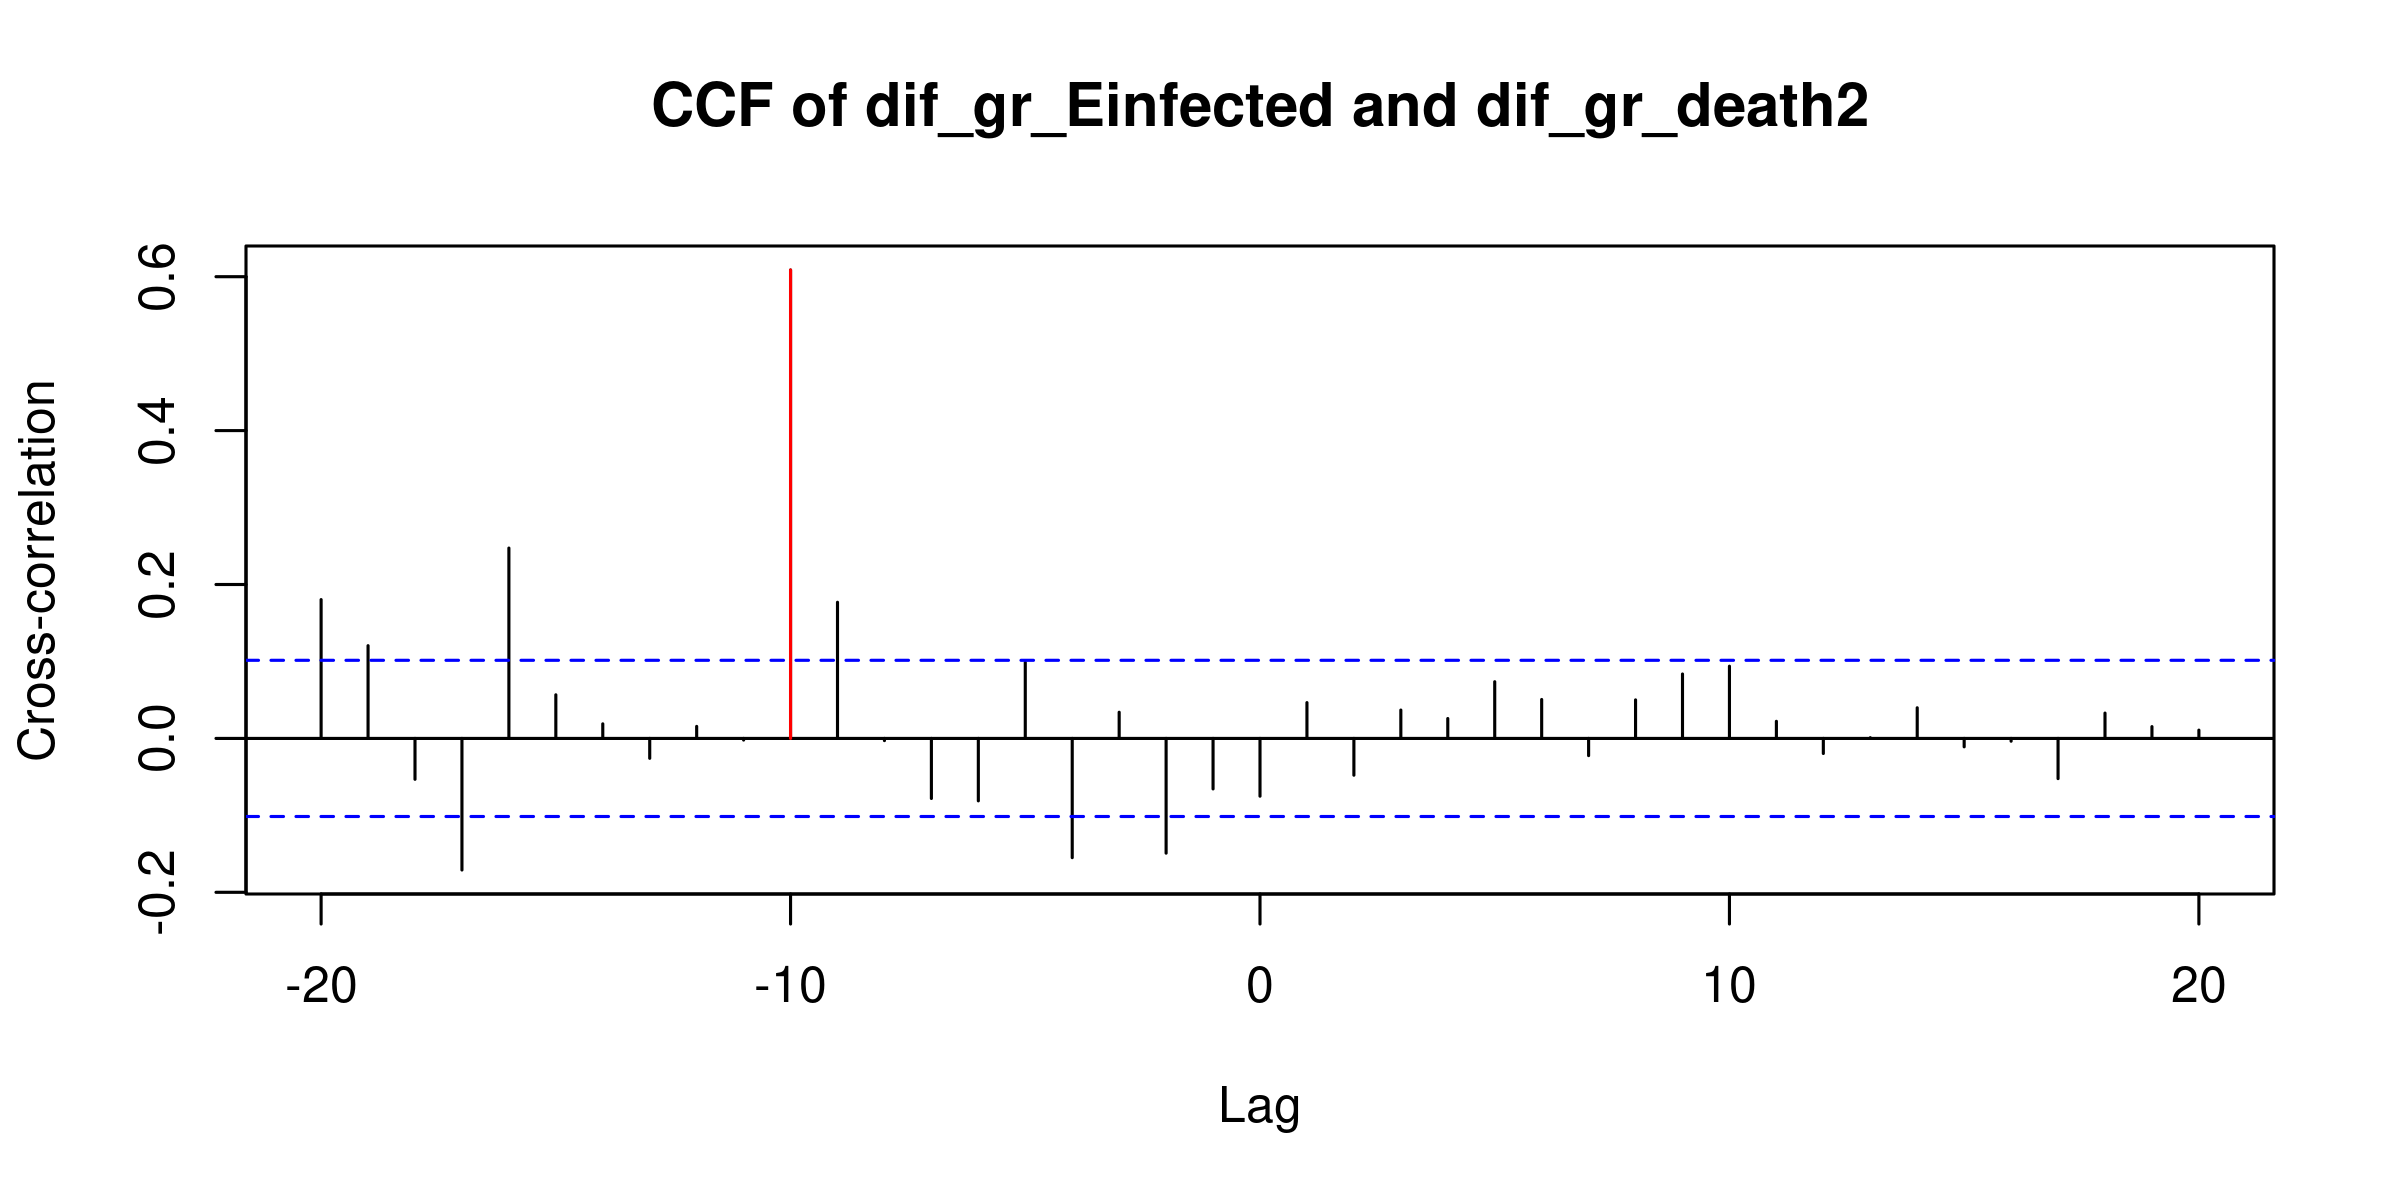 CCF of dif_gr_Einfected and dif_gr_death2
Cross-correlation
0.6
0.4
0.2
0.0
-0.2
-20 -10 0 10 20
Lag